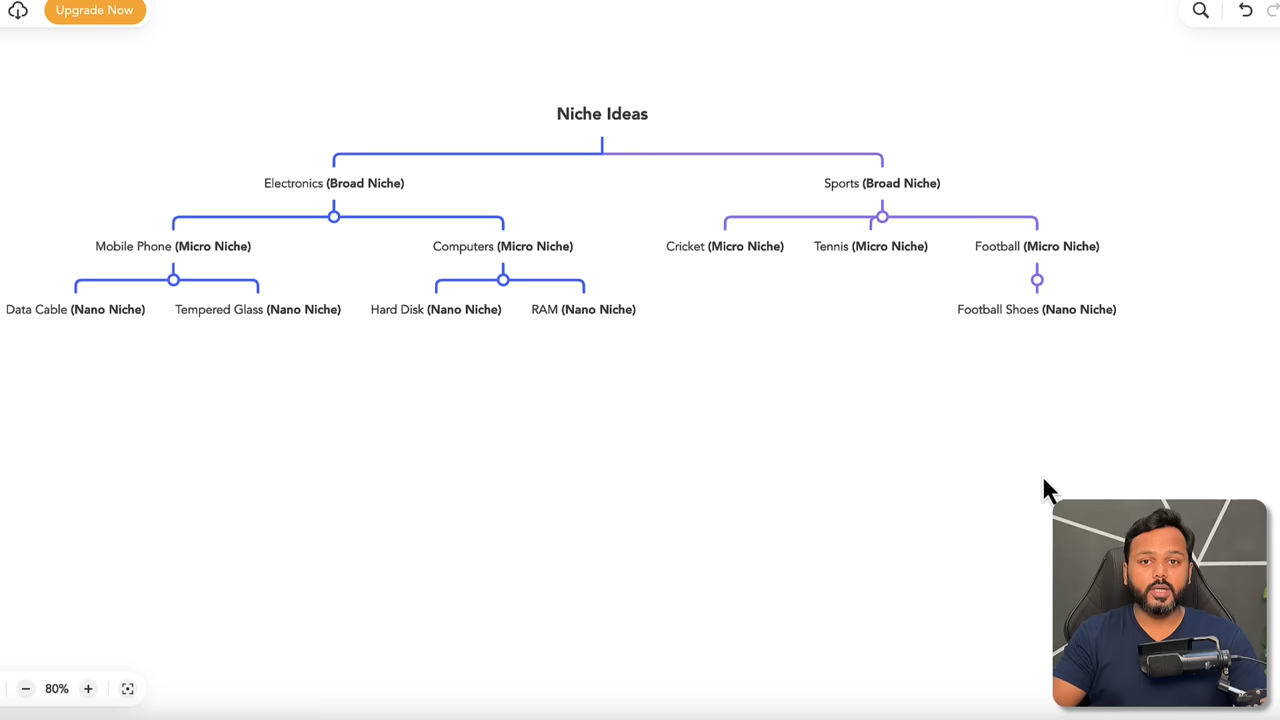 Upgrade Now
Niche Ideas
Electronics (Broad Niche)
Sports (Broad Niche)
Mobile Phone (Micro Niche)
Computers (Micro Niche)
Cricket (Micro Niche)
Tennis (Micro Niche)
Football (Micro Niche)
Data Cable (Nano Niche)
Tempered Glass (Nano Niche)
Hard Disk (Nano Niche)
RAM (Nano Niche)
Football Shoes (Nano Niche)
80%